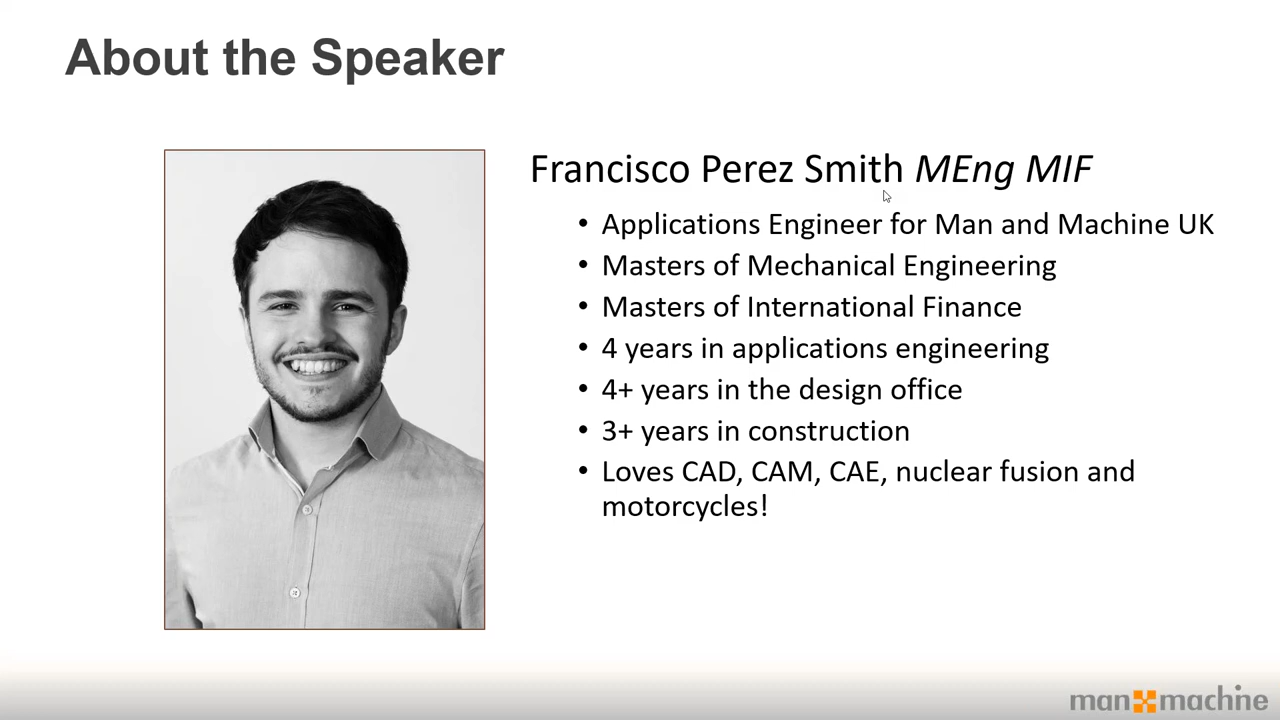 About the Speaker
Francisco Perez Smith MEng MIF
• Applications Engineer for Man and Machine UK
• Masters of Mechanical Engineering
• Masters of International Finance
• 4 years in applications engineering
• 4+ years in the design office
• 3+ years in construction
• Loves CAD, CAM, CAE, nuclear fusion and
motorcycles!
man machine